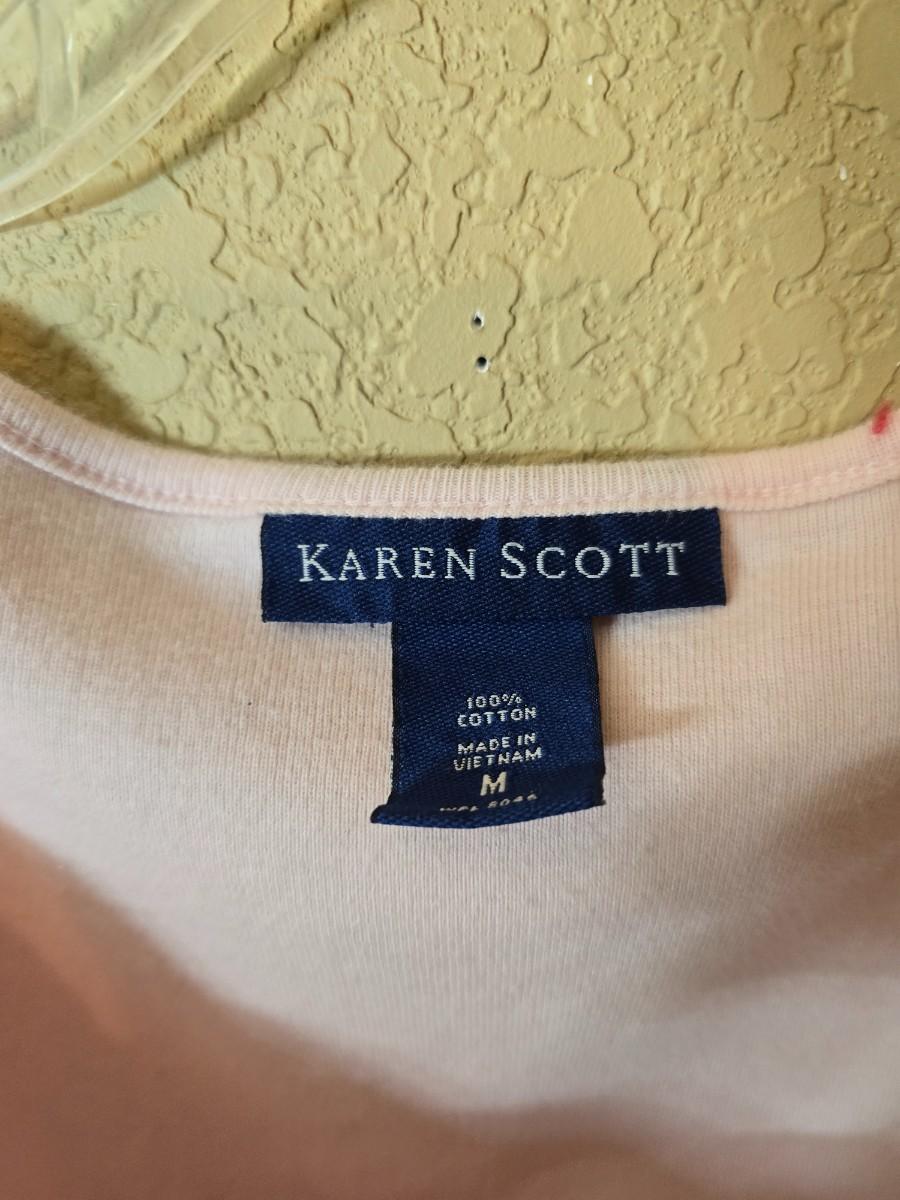 KAREN SCOTT
100%
COTTON
MADE IN
VIETNAM
M